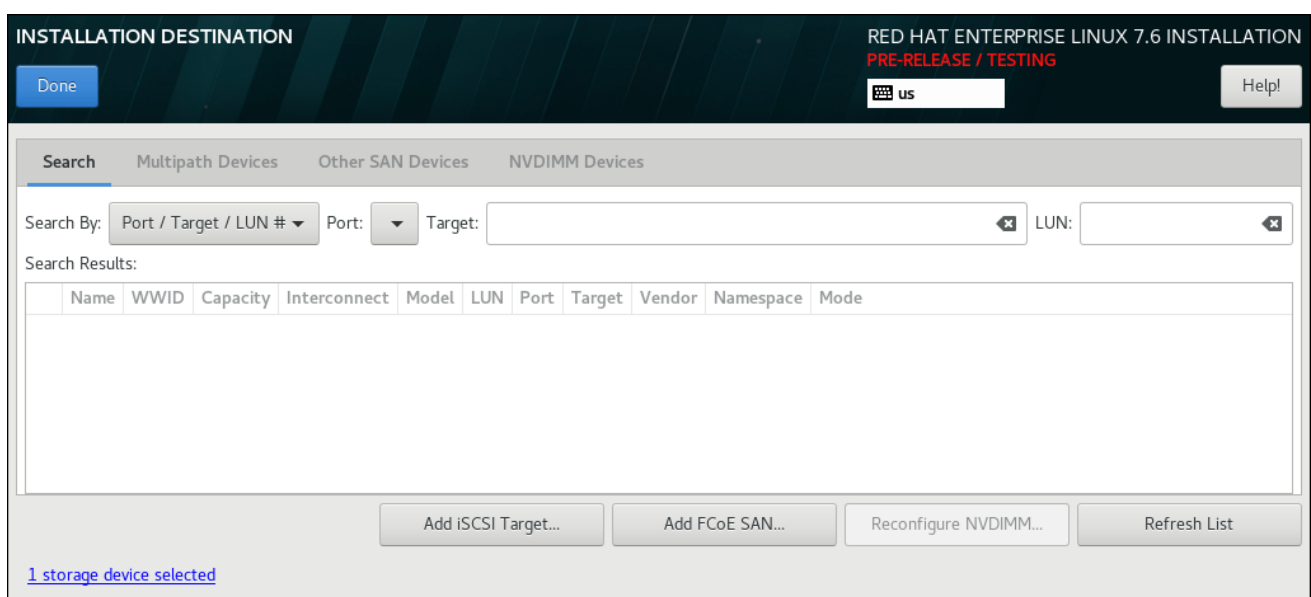 INSTALLATION DESTINATION
RED HAT ENTERPRISE LINUX 7.6 INSTALLATION
PRE-RELEASE / TESTING
Done
us
Help!
Search Multipath Devices Other SAN Devices NVDIMM Devices
Search By: Port / Target / LUN # Port: Target: LUN:
Search Results:
Name WWID Capacity Interconnect Model LUN Port Target Vendor Namespace Mode
Add iSCSI Target... Add FCoE SAN... Reconfigure NVDIMM... Refresh List
1 storage device selected